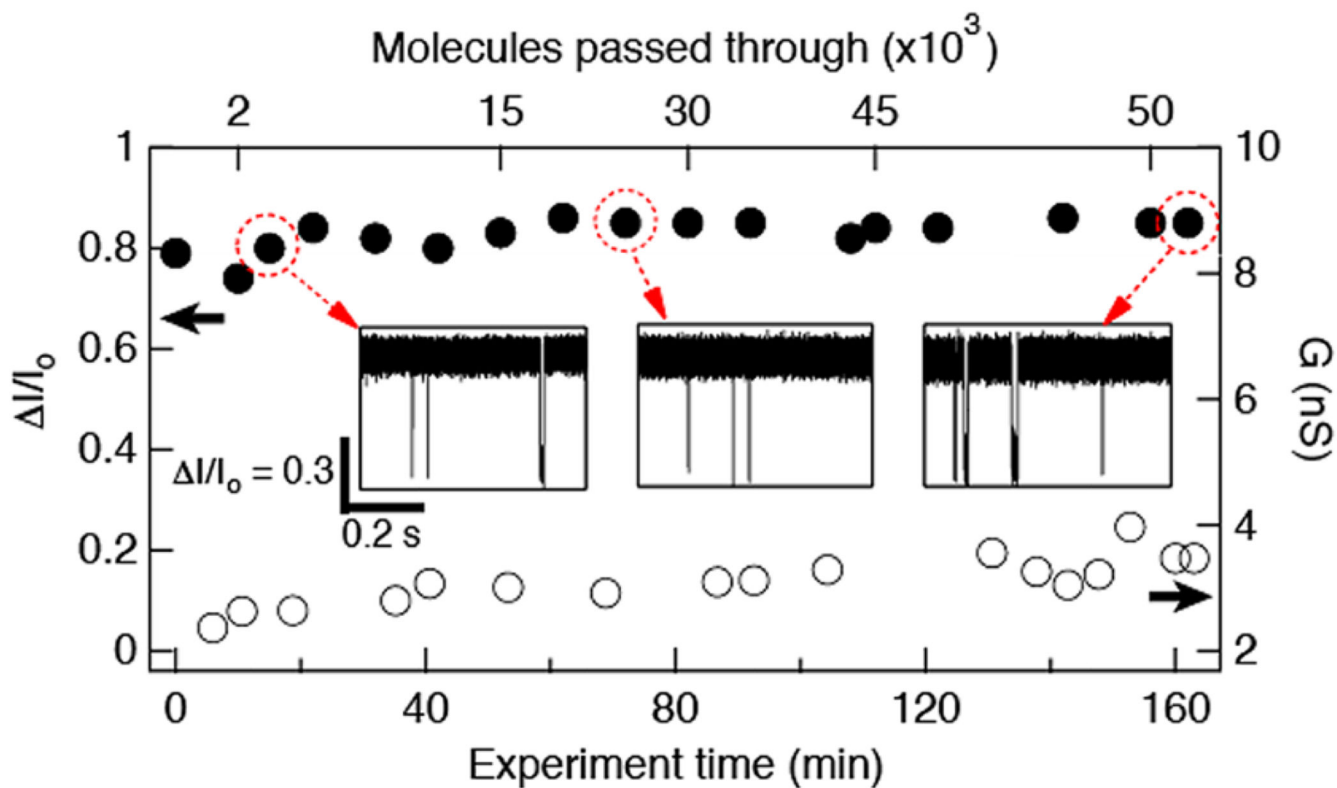 Molecules passed through (x10³)
2 15 30 45 50
1 10
0.8 8
0.6 6
0.4 4
0.2 2
0
ΔI/Iₒ
G (nS)
ΔI/Iₒ = 0.3
0.2 s
0 40 80 120 160
Experiment time (min)